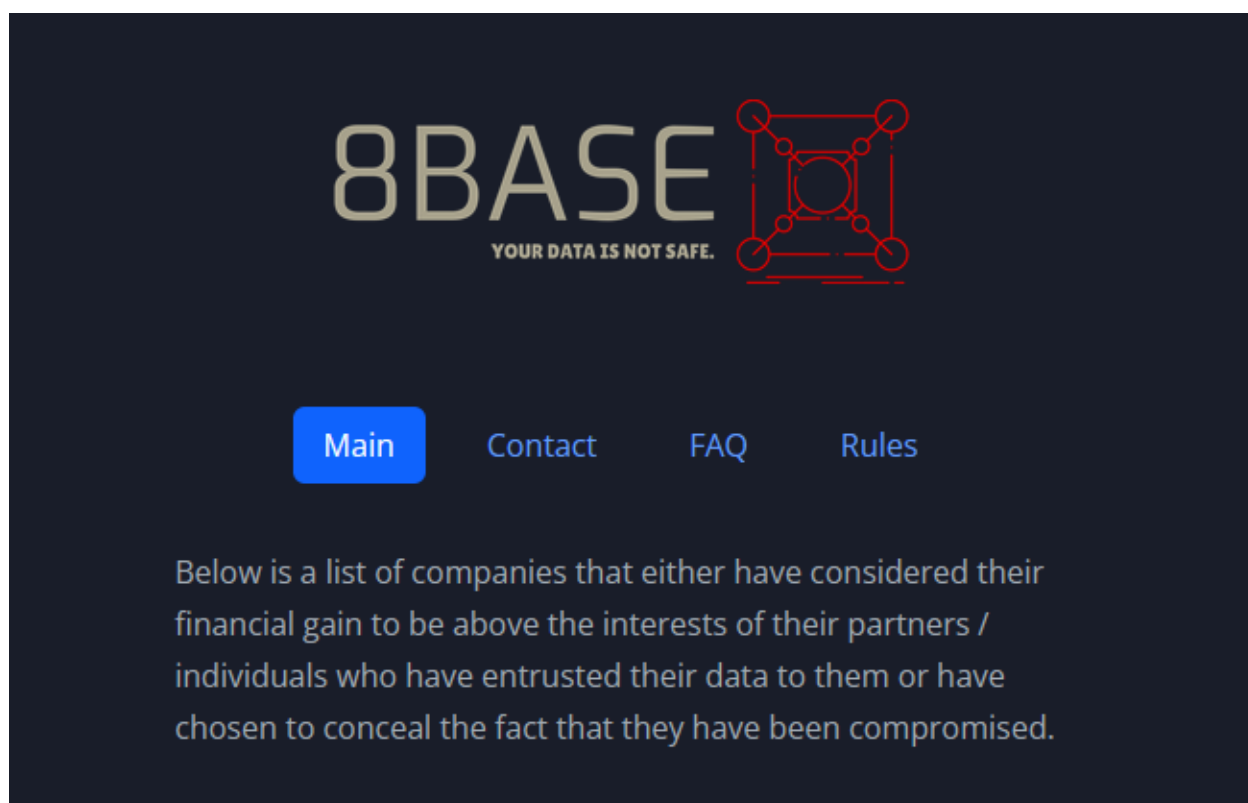 8BASE
YOUR DATA IS NOT SAFE.
Main Contact FAQ Rules
Below is a list of companies that either have considered their
financial gain to be above the interests of their partners /
individuals who have entrusted their data to them or have
chosen to conceal the fact that they have been compromised.